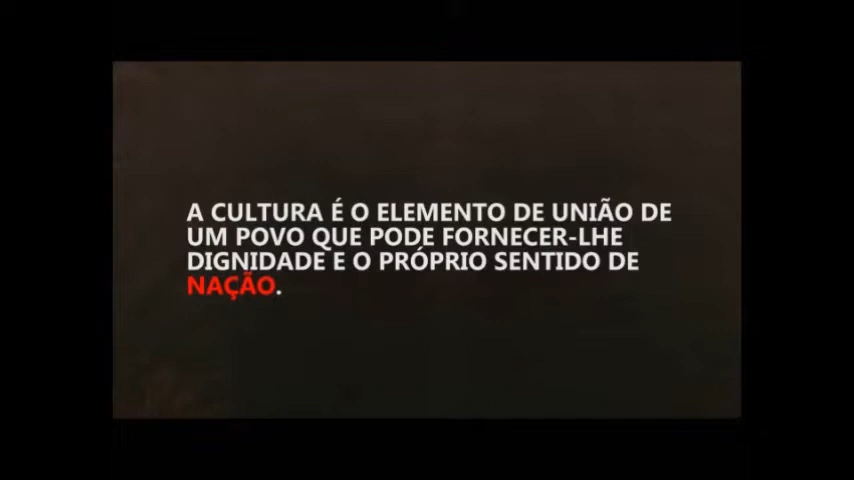 A CULTURA É O ELEMENTO DE UNIÃO DE
UM POVO QUE PODE FORNECER-LHE
DIGNIDADE E O PRÓPRIO SENTIDO DE
NAÇÃO.